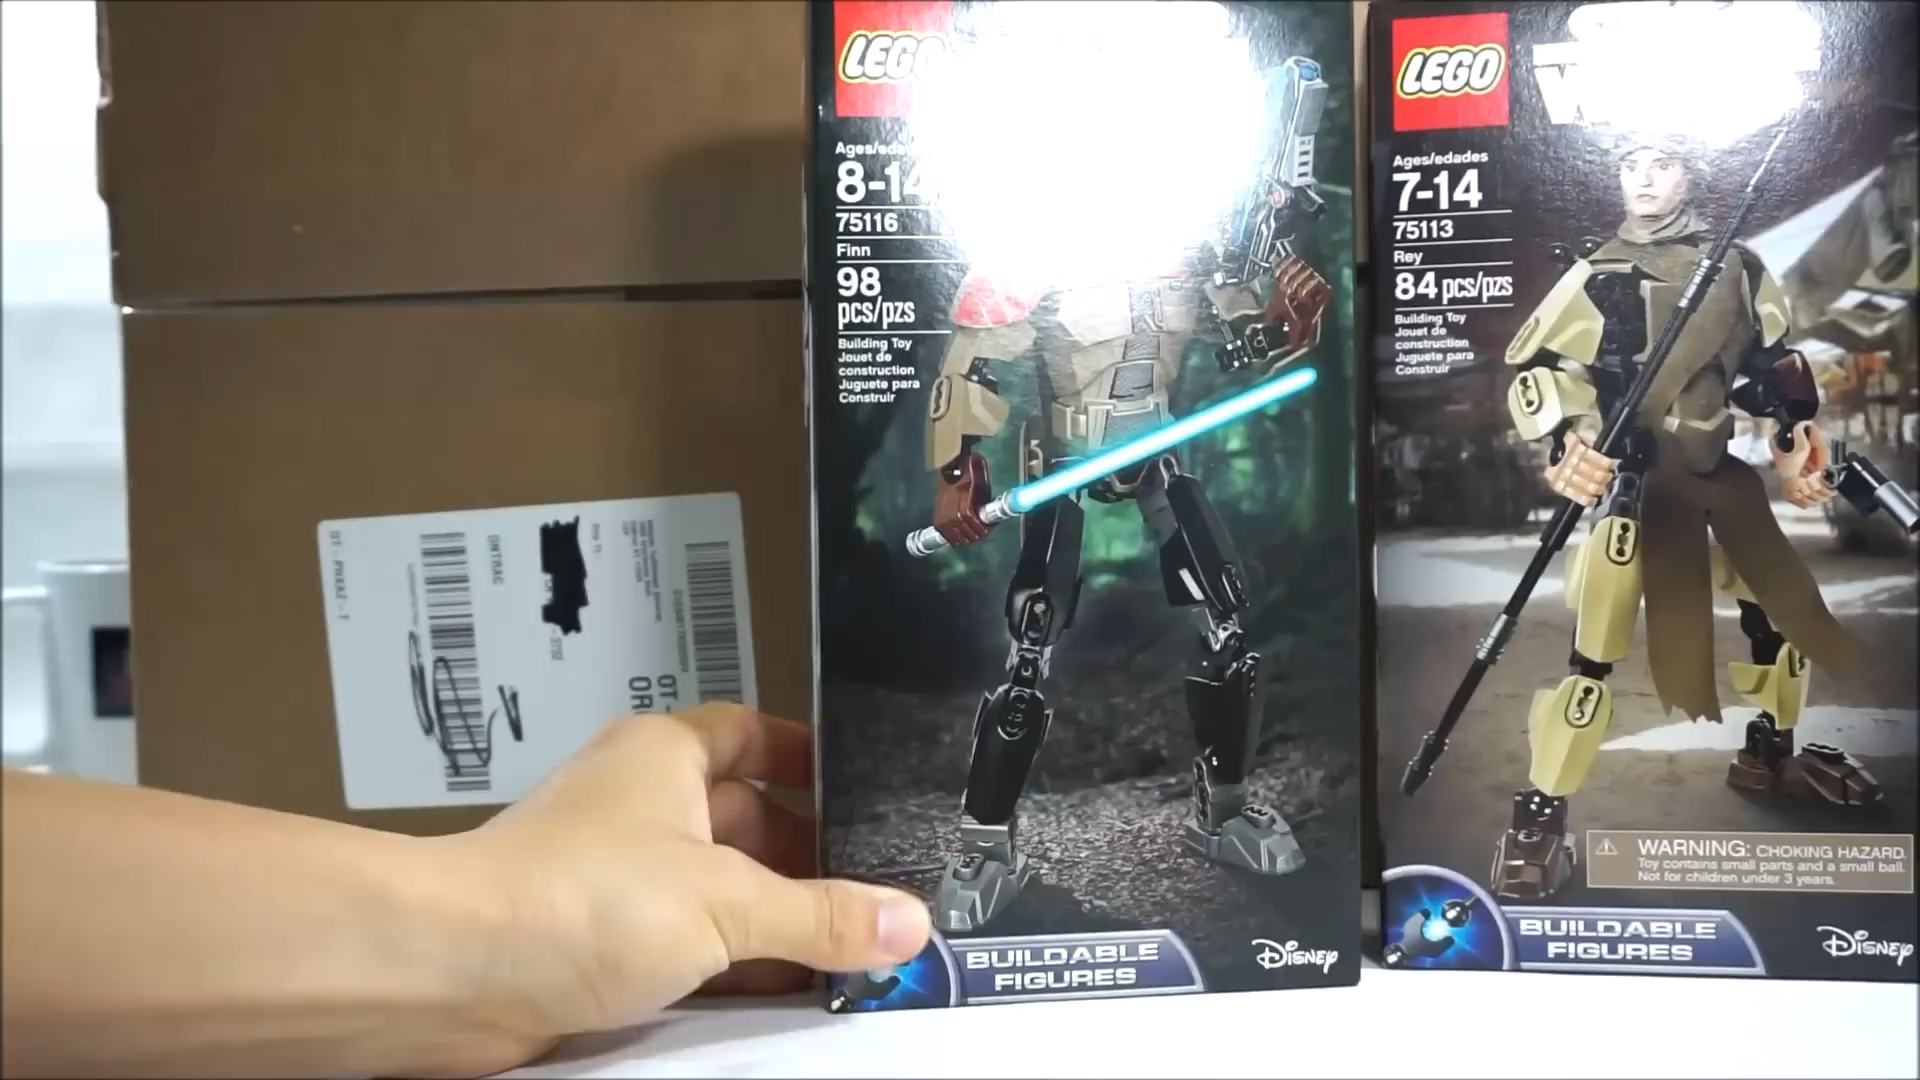 LEGO
Ages/edades
8-14
75116
Finn
98
pcs/pzs
Building Toy
Jouet de
construction
Juguete para
Construir
BUILDABLE
FIGURES
Disney
LEGO
Ages/edades
7-14
75113
Rey
84 pcs/pzs
Building Toy
Jouet de
construction
Juguete para
Construir
WARNING: CHOKING HAZARD.
Toy contains small parts and a small ball.
Not for children under 3 years.
BUILDABLE
FIGURES
Disney
ONTRAC
Ship To